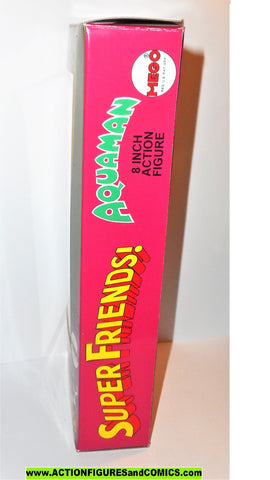 MEGO
AQUAMAN
8 INCH
ACTION
FIGURE
SUPER FRIENDS!
www.ACTIONFIGURESandCOMICS.com